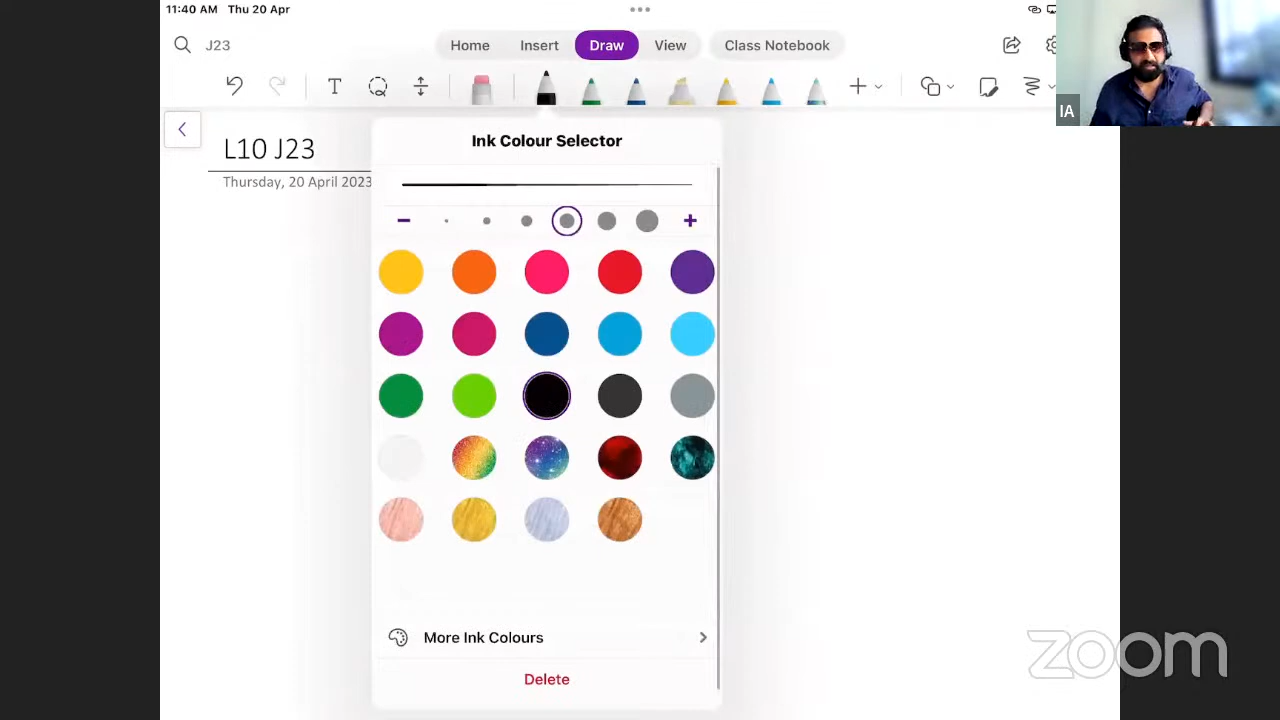 11:40 AM Thu 20 Apr
J23
Home Insert Draw View Class Notebook
T
IA
L10 J23
Thursday, 20 April 2023
Ink Colour Selector
More Ink Colours
Delete
zoom